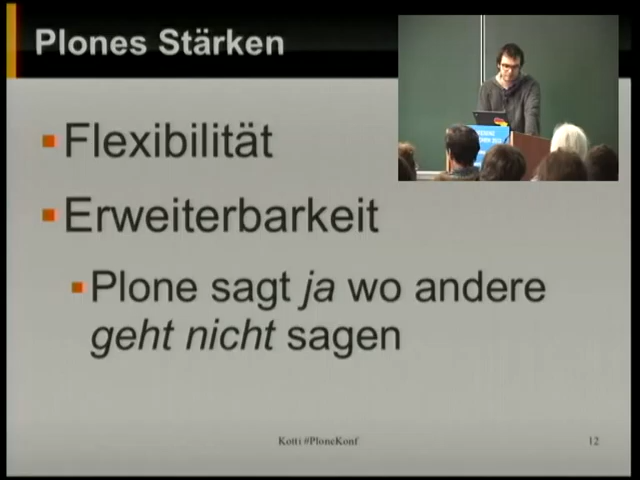 Plones Stärken
Flexibilität
Erweiterbarkeit
Plone sagt ja wo andere
geht nicht sagen
Kotti #PloneKonf
12